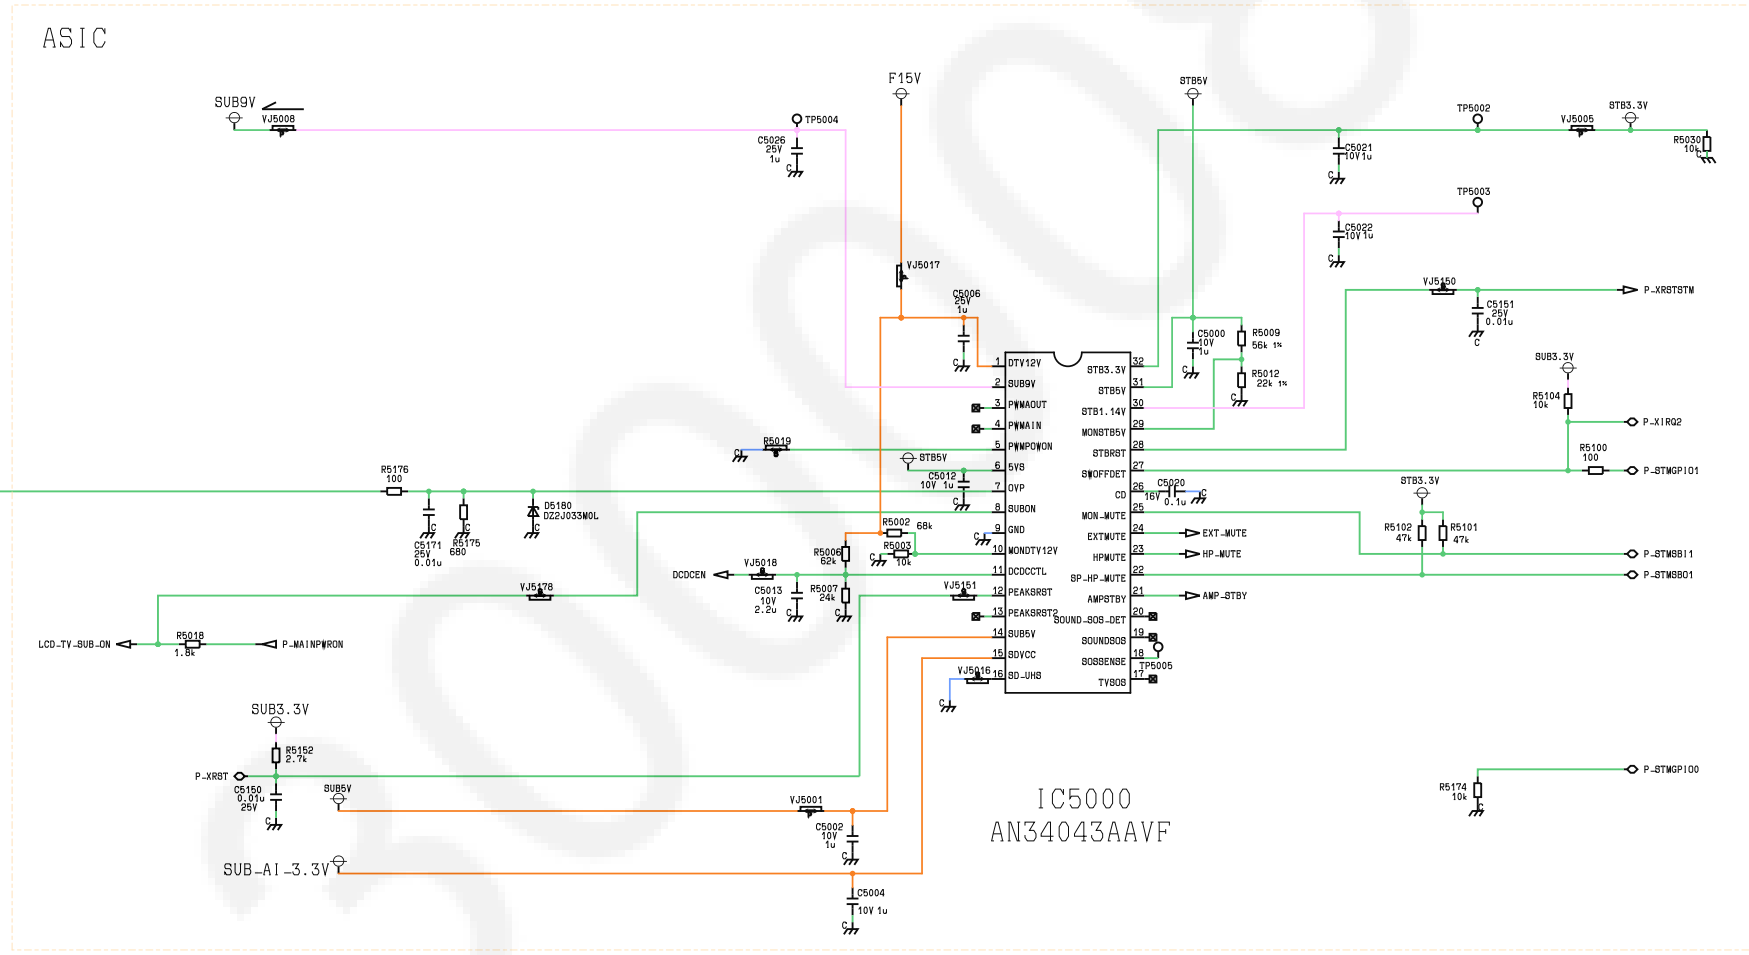 ASIC
SUB9V
VJ5008
TP5004
C5026
25V
1u
C
F15V
VJ5017
C5006
25V
1u
C
STB5V
TP5002
VJ5005
STB3.3V
R5030
10k
C
C5021
10V 1u
C
TP5003
C5022
10V 1u
C
VJ5150
P-XRSTSTM
C5151
25V
0.01u
C
C5000
10V
1u
C
R5009
56k 1%
R5012
22k 1%
C
SUB3.3V
R5104
10k
P-XIRQ2
R5100
100
P-STMGPIO1
1 DTV12V
2 SUB9V
3 PWMAOUT
4 PWMAIN
5 PWMPOWON
6 5VS
7 OVP
8 SUBON
9 GND
10 MONDTV12V
11 DCDCCTL
12 PEAKSRST
13 PEAKSRST2
14 SUB5V
15 SDVCC
16 SD-UHS
STB3.3V 32
STB5V 31
STB1.14V 30
MONSTB5V 29
STBRST 28
SWOFFDET 27
CD 26
MON-MUTE 25
EXTMUTE 24
HPMUTE 23
SP-HP-MUTE 22
AMPSTBY 21
SOUND-SOS-DET 20
SOUNDSOS 19
SOSSENSE 18
TVSOS 17
TP5005
C R5019
STB5V
C5012
10V 1u
C
R5176
100
C5171
25V
0.01u
C
R5175
680
C
D5180
DZ2J033M0L
C
C
R5002 68k
R5003
10k
C
R5006
62k
R5007
24k
C
DCDCEN
VJ5018
C5013
10V
2.2u
C
VJ5151
VJ5016
C
C5020
16V 0.1u
C
EXT-MUTE
HP-MUTE
AMP-STBY
STB3.3V
R5102
47k
R5101
47k
P-STMSBI1
P-STMSBO1
VJ5178
LCD-TV-SUB-ON
R5018
1.8k
P-MAINPWRON
SUB3.3V
R5152
2.7k
P-XRST
C5150
0.01u
25V
C
SUB5V
VJ5001
C5002
10V
1u
C
SUB-AI-3.3V
C5004
10V 1u
C
IC5000
AN34043AAVF
R5174
10k
C
P-STMGPIO0